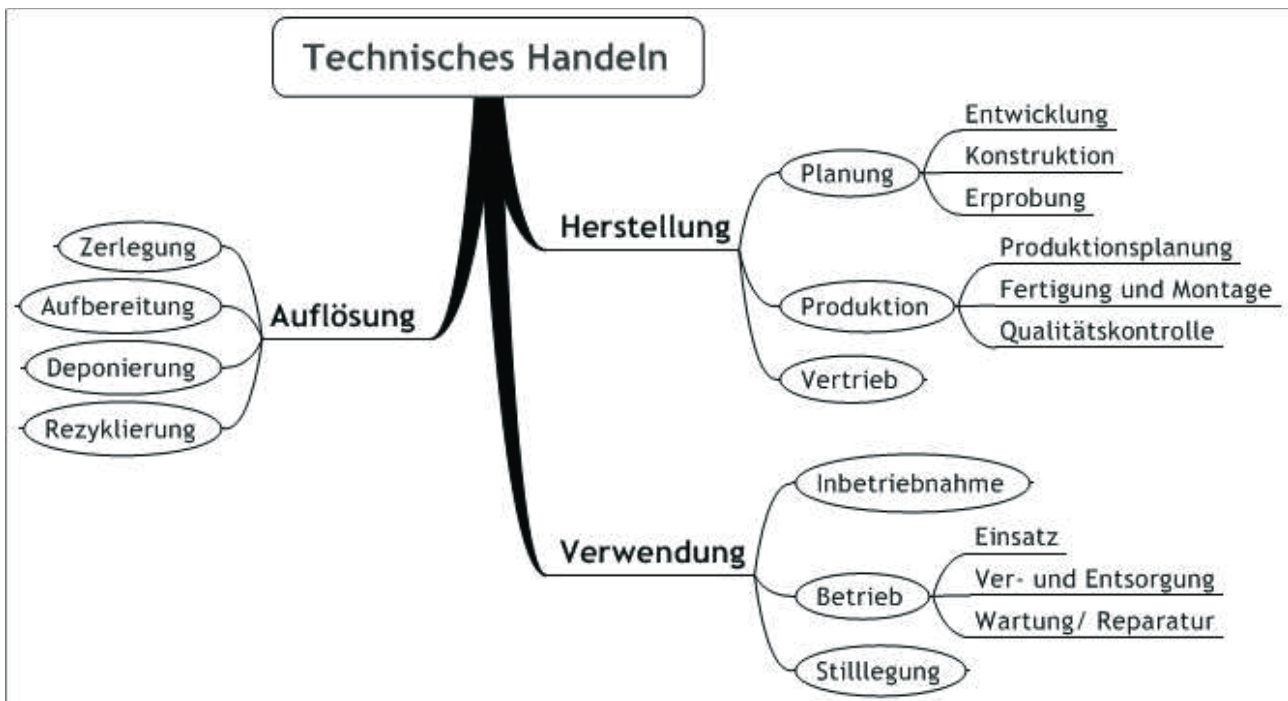 Technisches Handeln
Herstellung
Planung
Entwicklung
Konstruktion
Erprobung
Produktion
Produktionsplanung
Fertigung und Montage
Qualitätskontrolle
Vertrieb
Verwendung
Inbetriebnahme
Betrieb
Einsatz
Ver- und Entsorgung
Wartung/ Reparatur
Stilllegung
Auflösung
Zerlegung
Aufbereitung
Deponierung
Rezyklierung